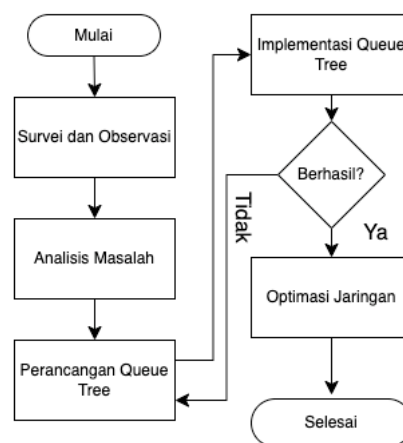 Mulai
Survei dan Observasi
Analisis Masalah
Perancangan Queue
Tree
Implementasi Queue
Tree
Berhasil?
Tidak
Ya
Optimasi Jaringan
Selesai